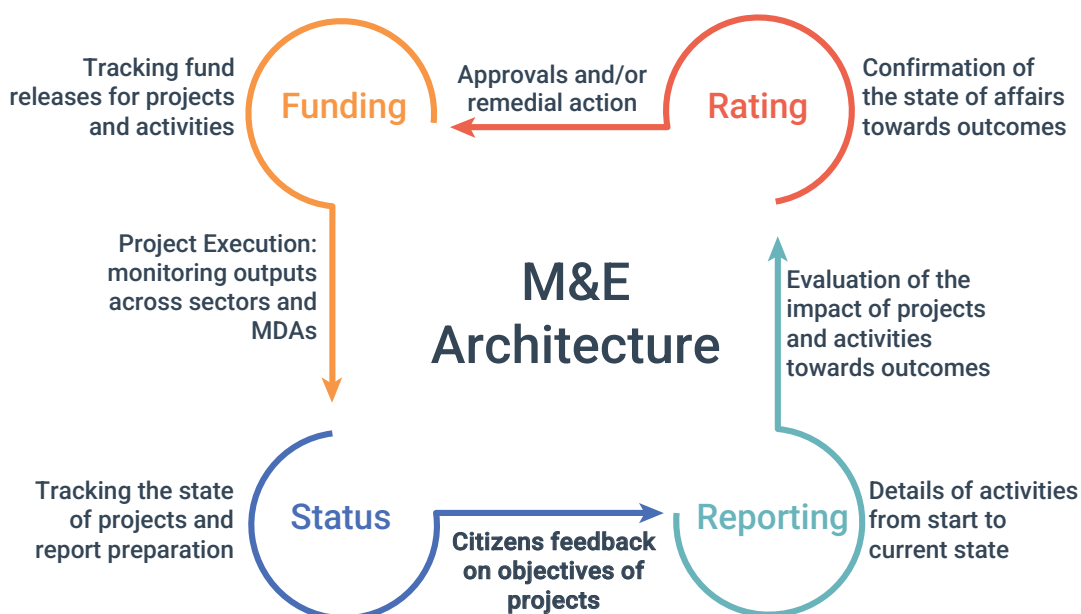 Tracking fund
releases for projects
and activities
Funding
Approvals and/or
remedial action
Rating
Confirmation of
the state of affairs
towards outcomes
Project Execution:
monitoring outputs
across sectors and
MDAs
M&E
Architecture
Evaluation of the
impact of projects
and activities
towards outcomes
Tracking the state
of projects and
report preparation
Status
Citizens feedback
on objectives of
projects
Reporting
Details of activities
from start to
current state